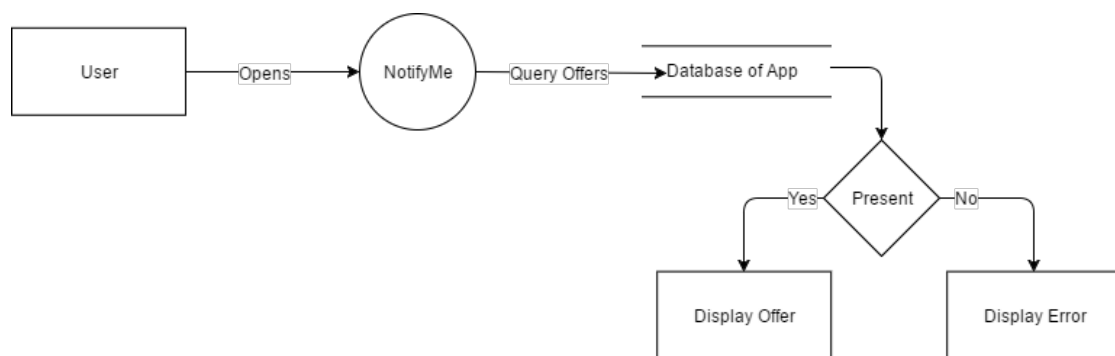 User
Opens
NotifyMe
Query Offers
Database of App
Yes
Present
No
Display Offer
Display Error